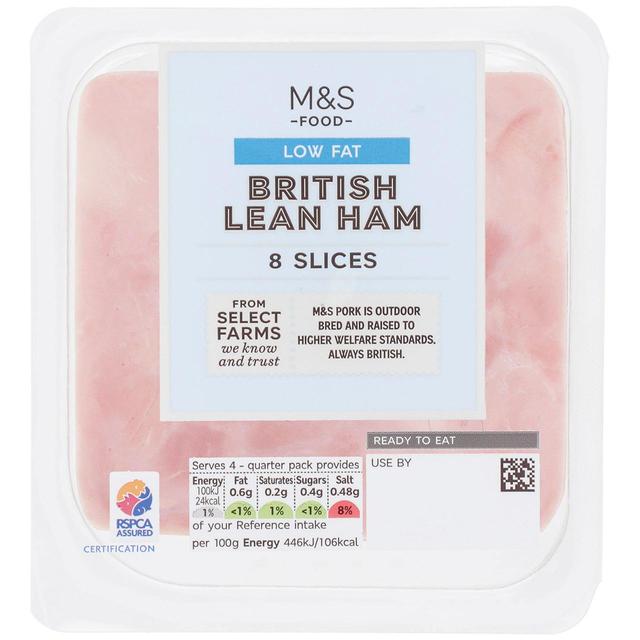 M&S
-FOOD-
LOW FAT
BRITISH
LEAN HAM
8 SLICES
FROM
SELECT
FARMS
we know
and trust
M&S PORK IS OUTDOOR
BRED AND RAISED TO
HIGHER WELFARE STANDARDS.
ALWAYS BRITISH.
READY TO EAT
USE BY
Serves 4 - quarter pack provides
Energy Fat Saturates Sugars Salt
100kJ 0.6g 0.2g 0.4g 0.48g
24kcal
1% <1% 1% <1% 8%
of your Reference intake
per 100g Energy 446kJ/106kcal
RSPCA
ASSURED
CERTIFICATION